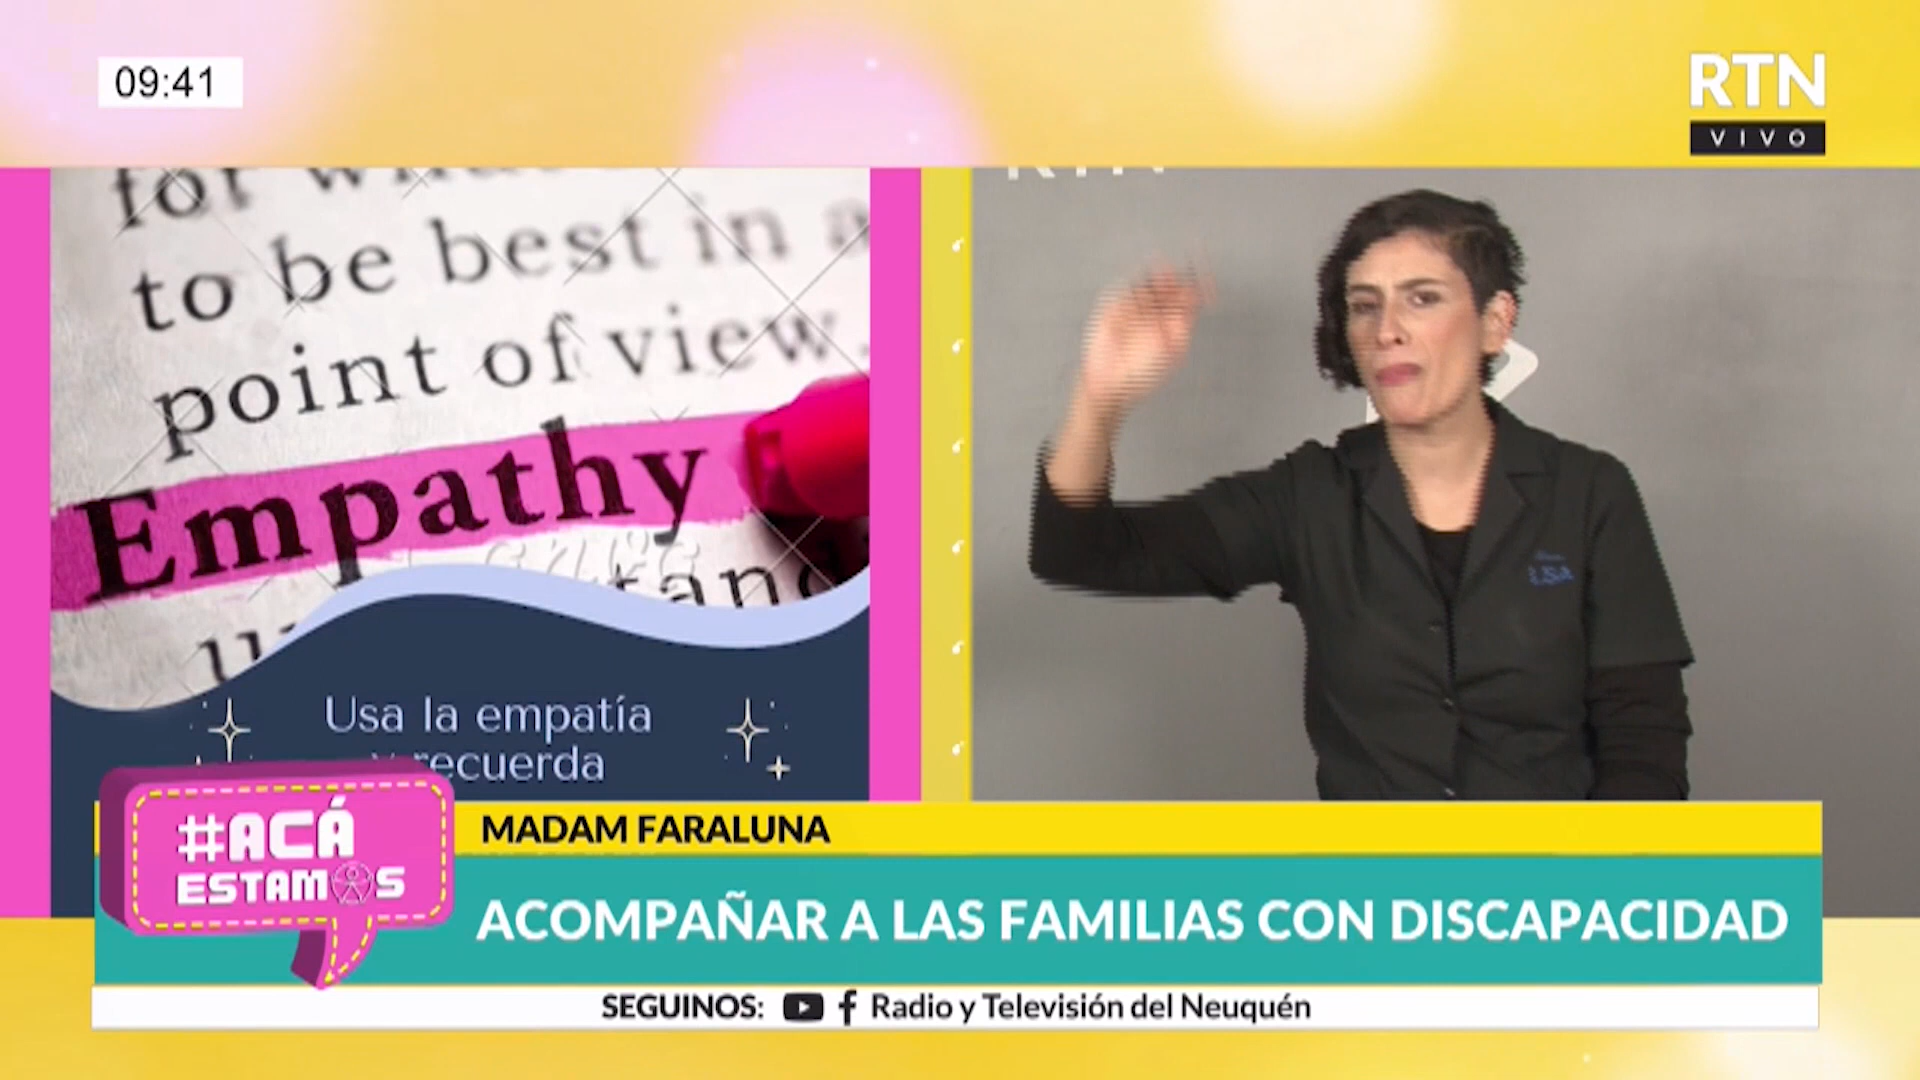 09:41
RTN
VIVO
to be best in a
point of view.
Empathy
Usa la empatía
y recuerda
#ACÁ
ESTAMOS
MADAM FARALUNA
ACOMPAÑAR A LAS FAMILIAS CON DISCAPACIDAD
SEGUINOS: f Radio y Televisión del Neuquén
LSA